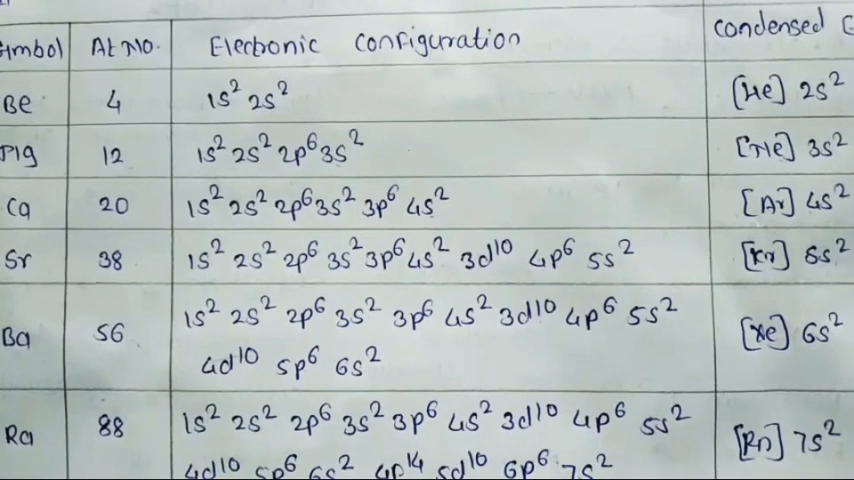 Symbol At No. Electronic Configurration Condensed
Be 4 1s² 2s² [He] 2s²
Mg 12 1s² 2s² 2p⁶ 3s² [Ne] 3s²
Ca 20 1s² 2s² 2p⁶ 3s² 3p⁶ 4s² [Ar] 4s²
Sr 38 1s² 2s² 2p⁶ 3s² 3p⁶ 4s² 3d¹⁰ 4p⁶ 5s² [Kr] 5s²
Ba 56 1s² 2s² 2p⁶ 3s² 3p⁶ 4s² 3d¹⁰ 4p⁶ 5s² [Xe] 6s²
4d¹⁰ 5p⁶ 6s²
Ra 88 1s² 2s² 2p⁶ 3s² 3p⁶ 4s² 3d¹⁰ 4p⁶ 5s² [Rn] 7s²
4d¹⁰ 5p⁶ 6s² 4p¹⁴ 5d¹⁰ 6p⁶ 7s²